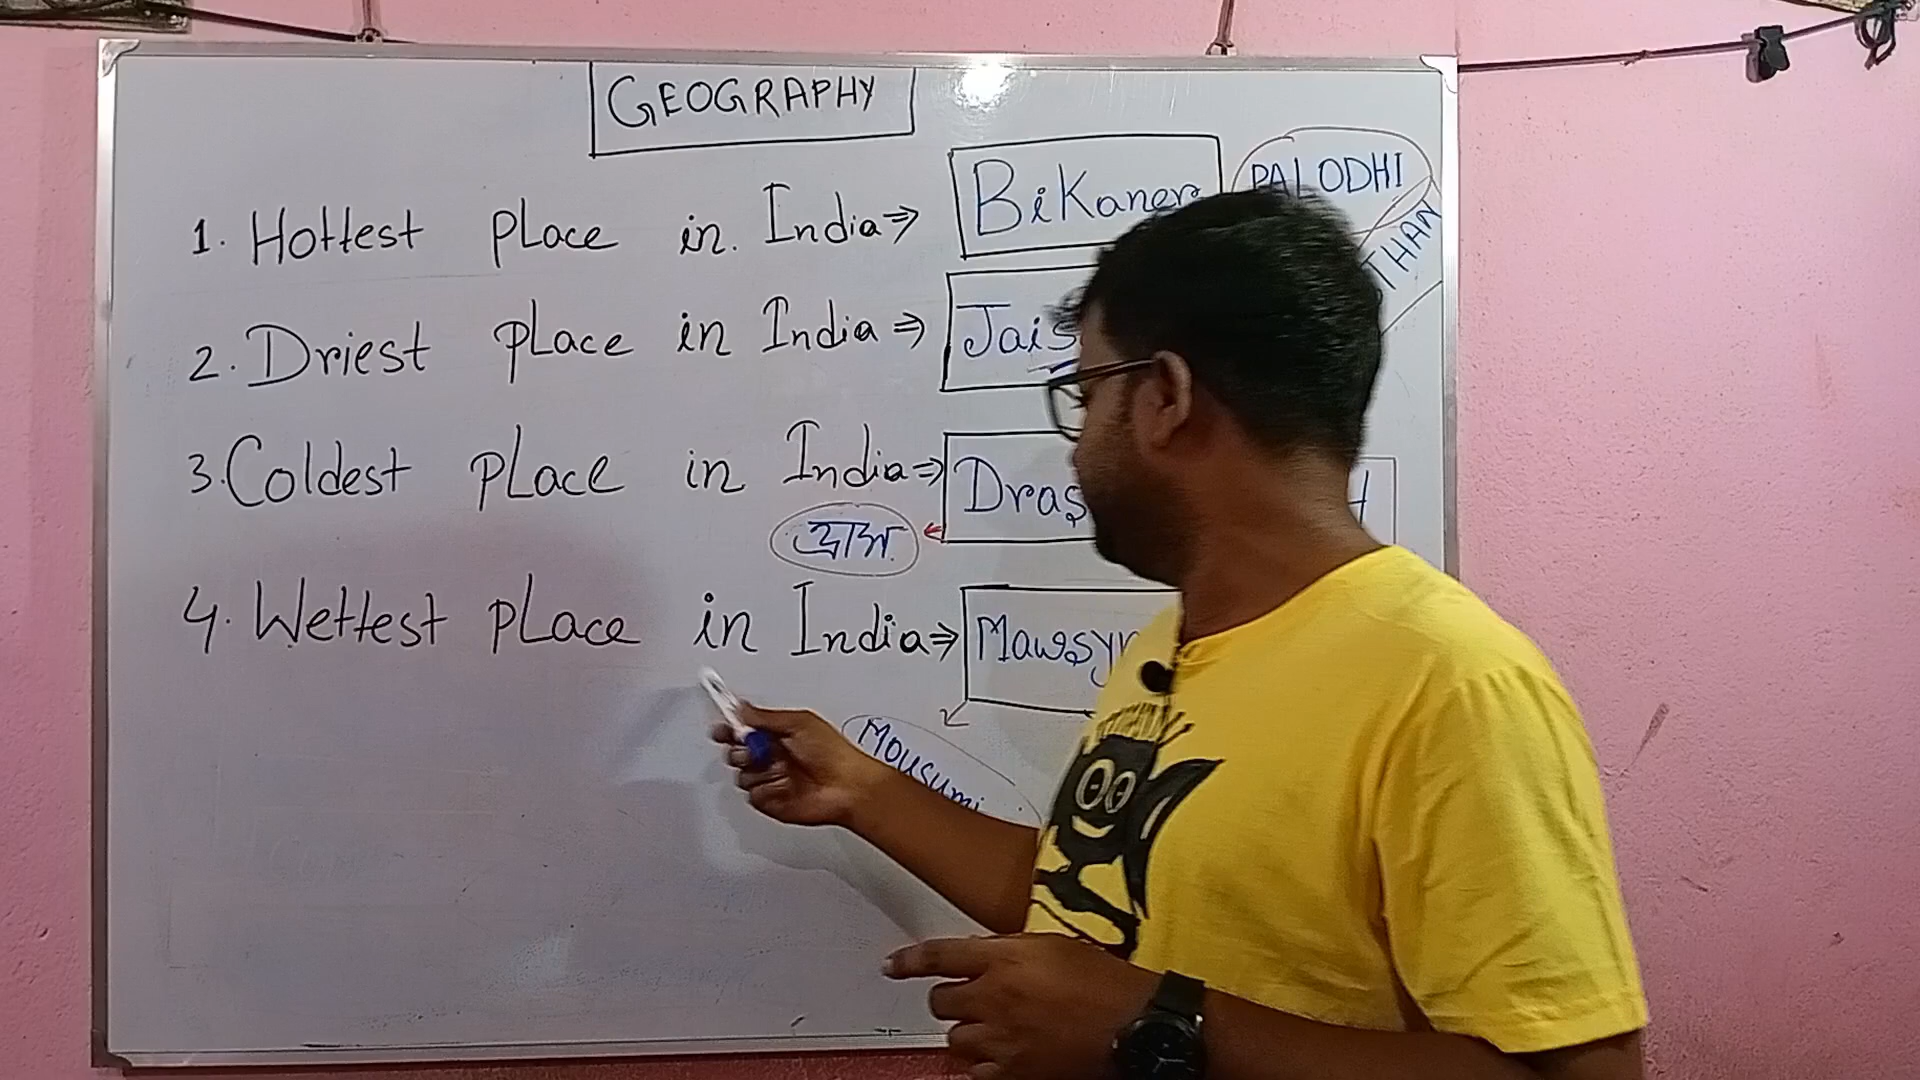 GEOGRAPHY
1. Hottest place in India ⇒ Bikaner PALODHI
THAN
2. Driest place in India ⇒ Jais
3. Coldest place in India ⇒ Dras H
द्रास
4. Wettest place in India ⇒ Mawsyn
Mousumi